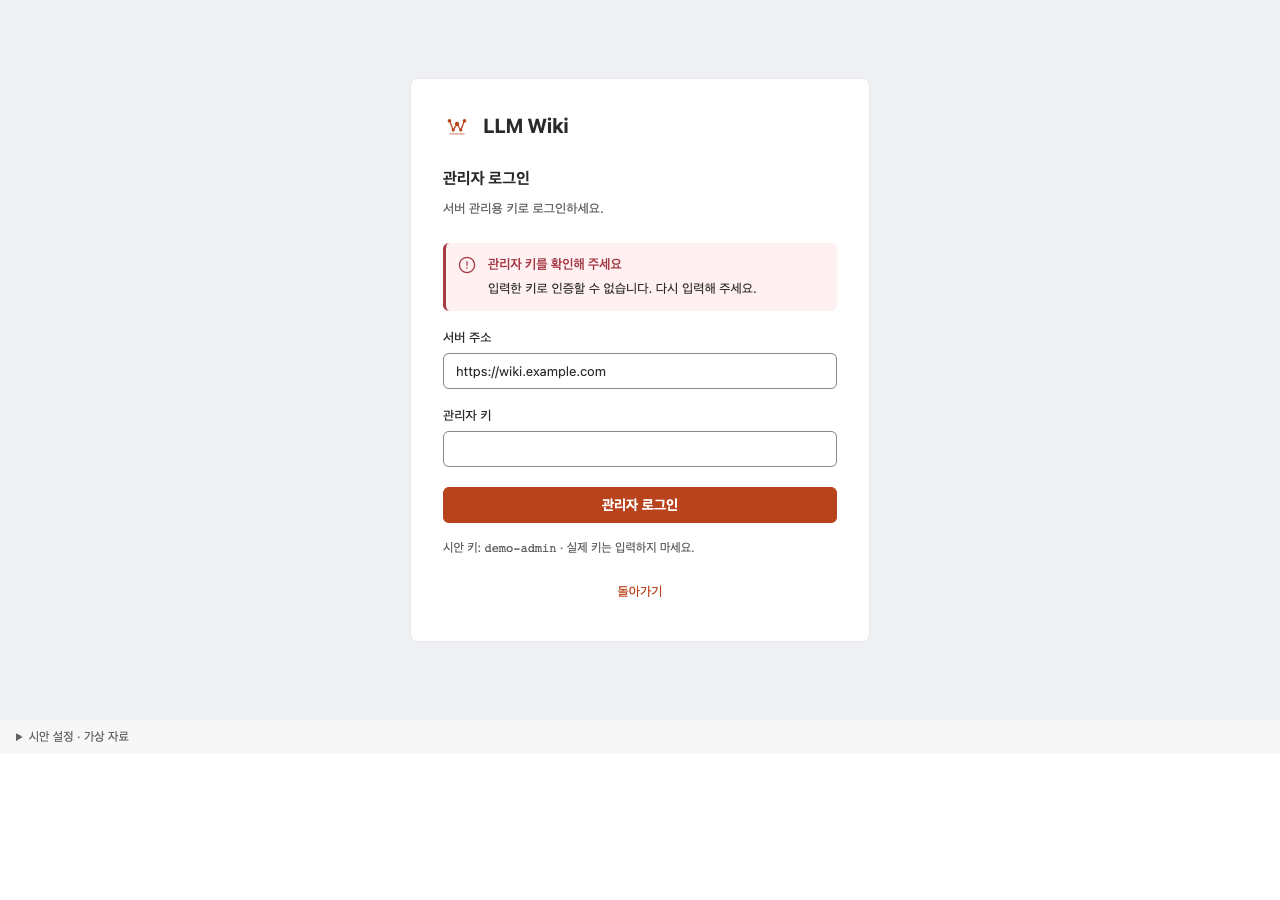 LLM Wiki
관리자 로그인
서버 관리용 키로 로그인하세요.
관리자 키를 확인해 주세요
입력한 키로 인증할 수 없습니다. 다시 입력해 주세요.
서버 주소
https://wiki.example.com
관리자 키
관리자 로그인
시안 키: demo-admin · 실제 키는 입력하지 마세요.
돌아가기
시안 설정 · 가상 자료